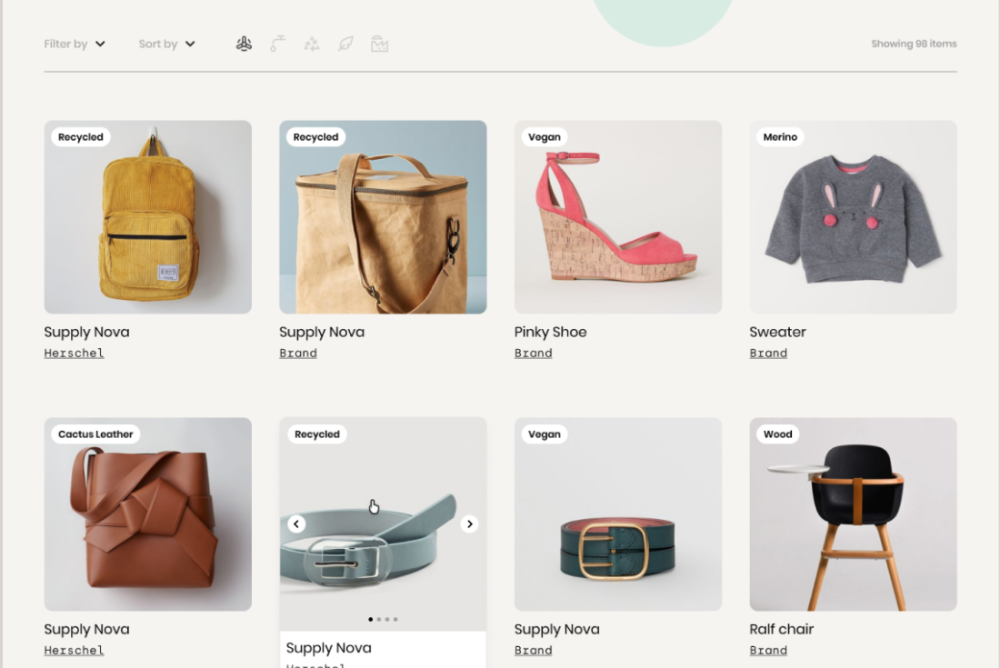 Filter by
Sort by
Showing 98 items
Recycled
Recycled
Vegan
Merino
Supply Nova
Herschel
Supply Nova
Brand
Pinky Shoe
Brand
Sweater
Brand
Cactus Leather
Recycled
Vegan
Wood
Supply Nova
Herschel
Supply Nova
Herschel
Supply Nova
Brand
Ralf chair
Brand